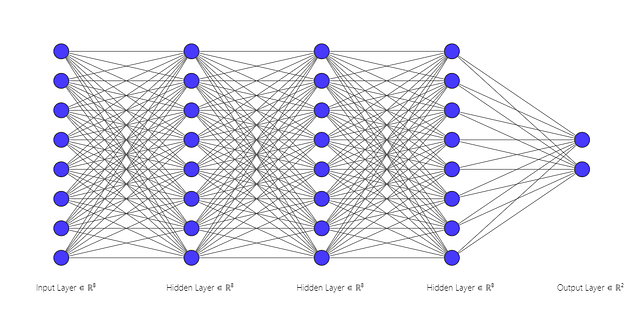 Input Layer ∈ ℝ⁸
Hidden Layer ∈ ℝ⁸
Hidden Layer ∈ ℝ⁸
Hidden Layer ∈ ℝ⁸
Output Layer ∈ ℝ²